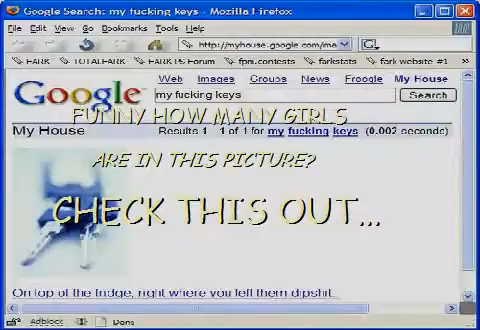 Google Search: my fucking keys - Mozilla Firefox
File Edit View Go Bookmarks Tools Help
http://myhouse.google.com/ma
FARK TOTALFARK FARK PS Forum fpm.contests farkstats fark website #1 »
Web Images Groups News Froogle My House
Google my fucking keys Search
FUNNY HOW MANY GIRLS
My House Results 1 - 1 of 1 for my fucking keys (0.002 seconds)
ARE IN THIS PICTURE?
CHECK THIS OUT...
On top of the fridge, right where you left them dipshit.
Adblock Done